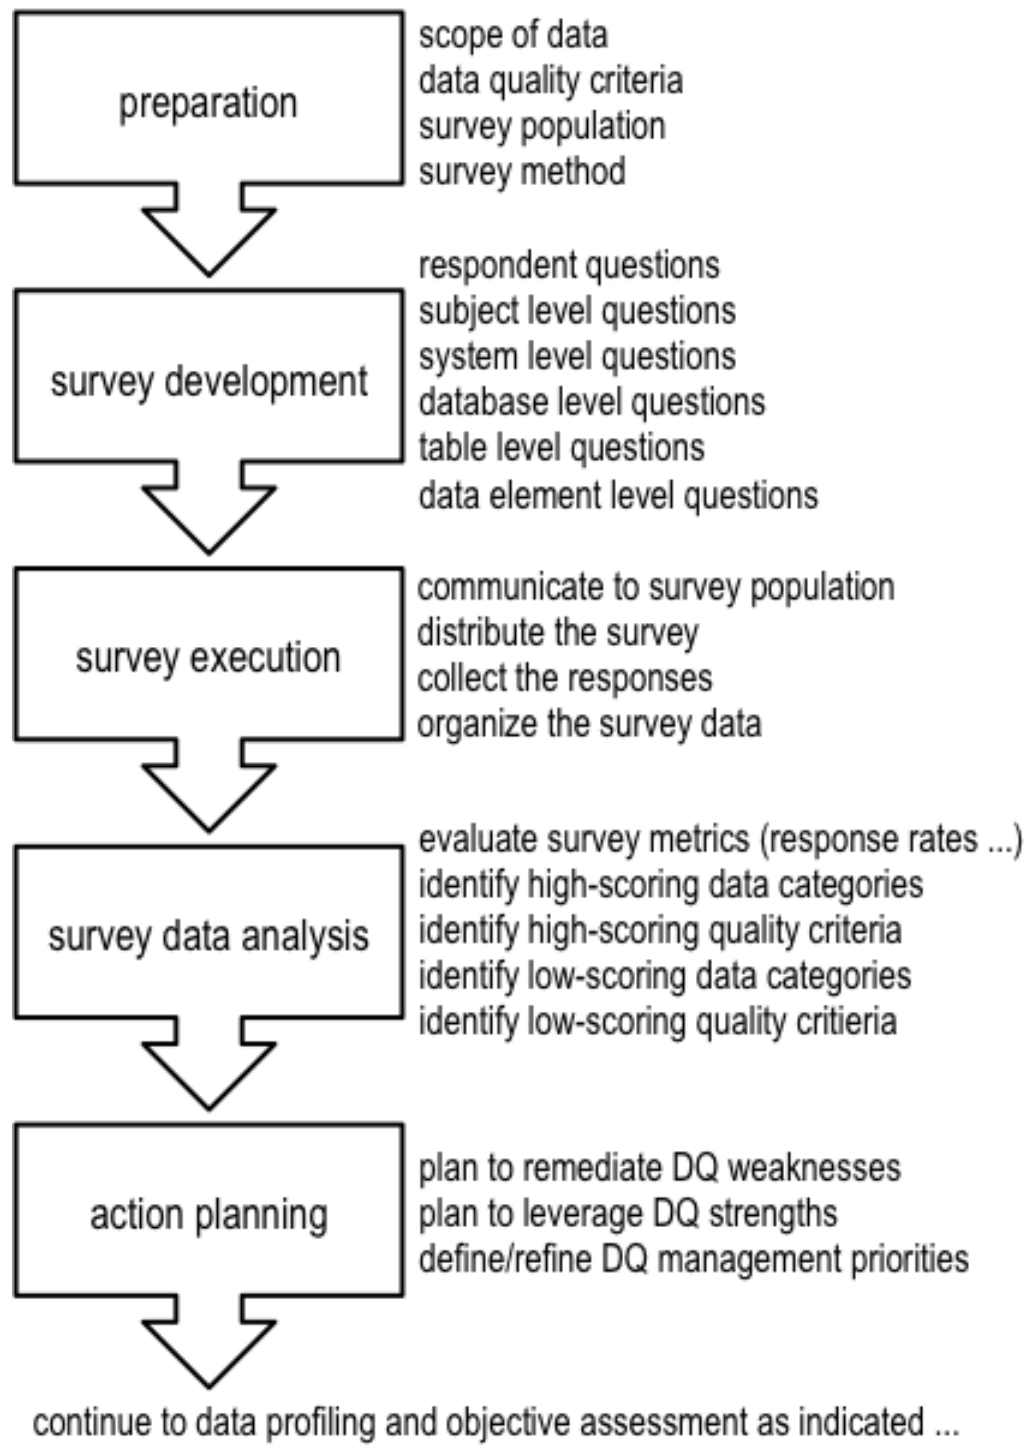 preparation
scope of data
data quality criteria
survey population
survey method
survey development
respondent questions
subject level questions
system level questions
database level questions
table level questions
data element level questions
survey execution
communicate to survey population
distribute the survey
collect the responses
organize the survey data
survey data analysis
evaluate survey metrics (response rates ...)
identify high-scoring data categories
identify high-scoring quality criteria
identify low-scoring data categories
identify low-scoring quality critieria
action planning
plan to remediate DQ weaknesses
plan to leverage DQ strengths
define/refine DQ management priorities
continue to data profiling and objective assessment as indicated ...